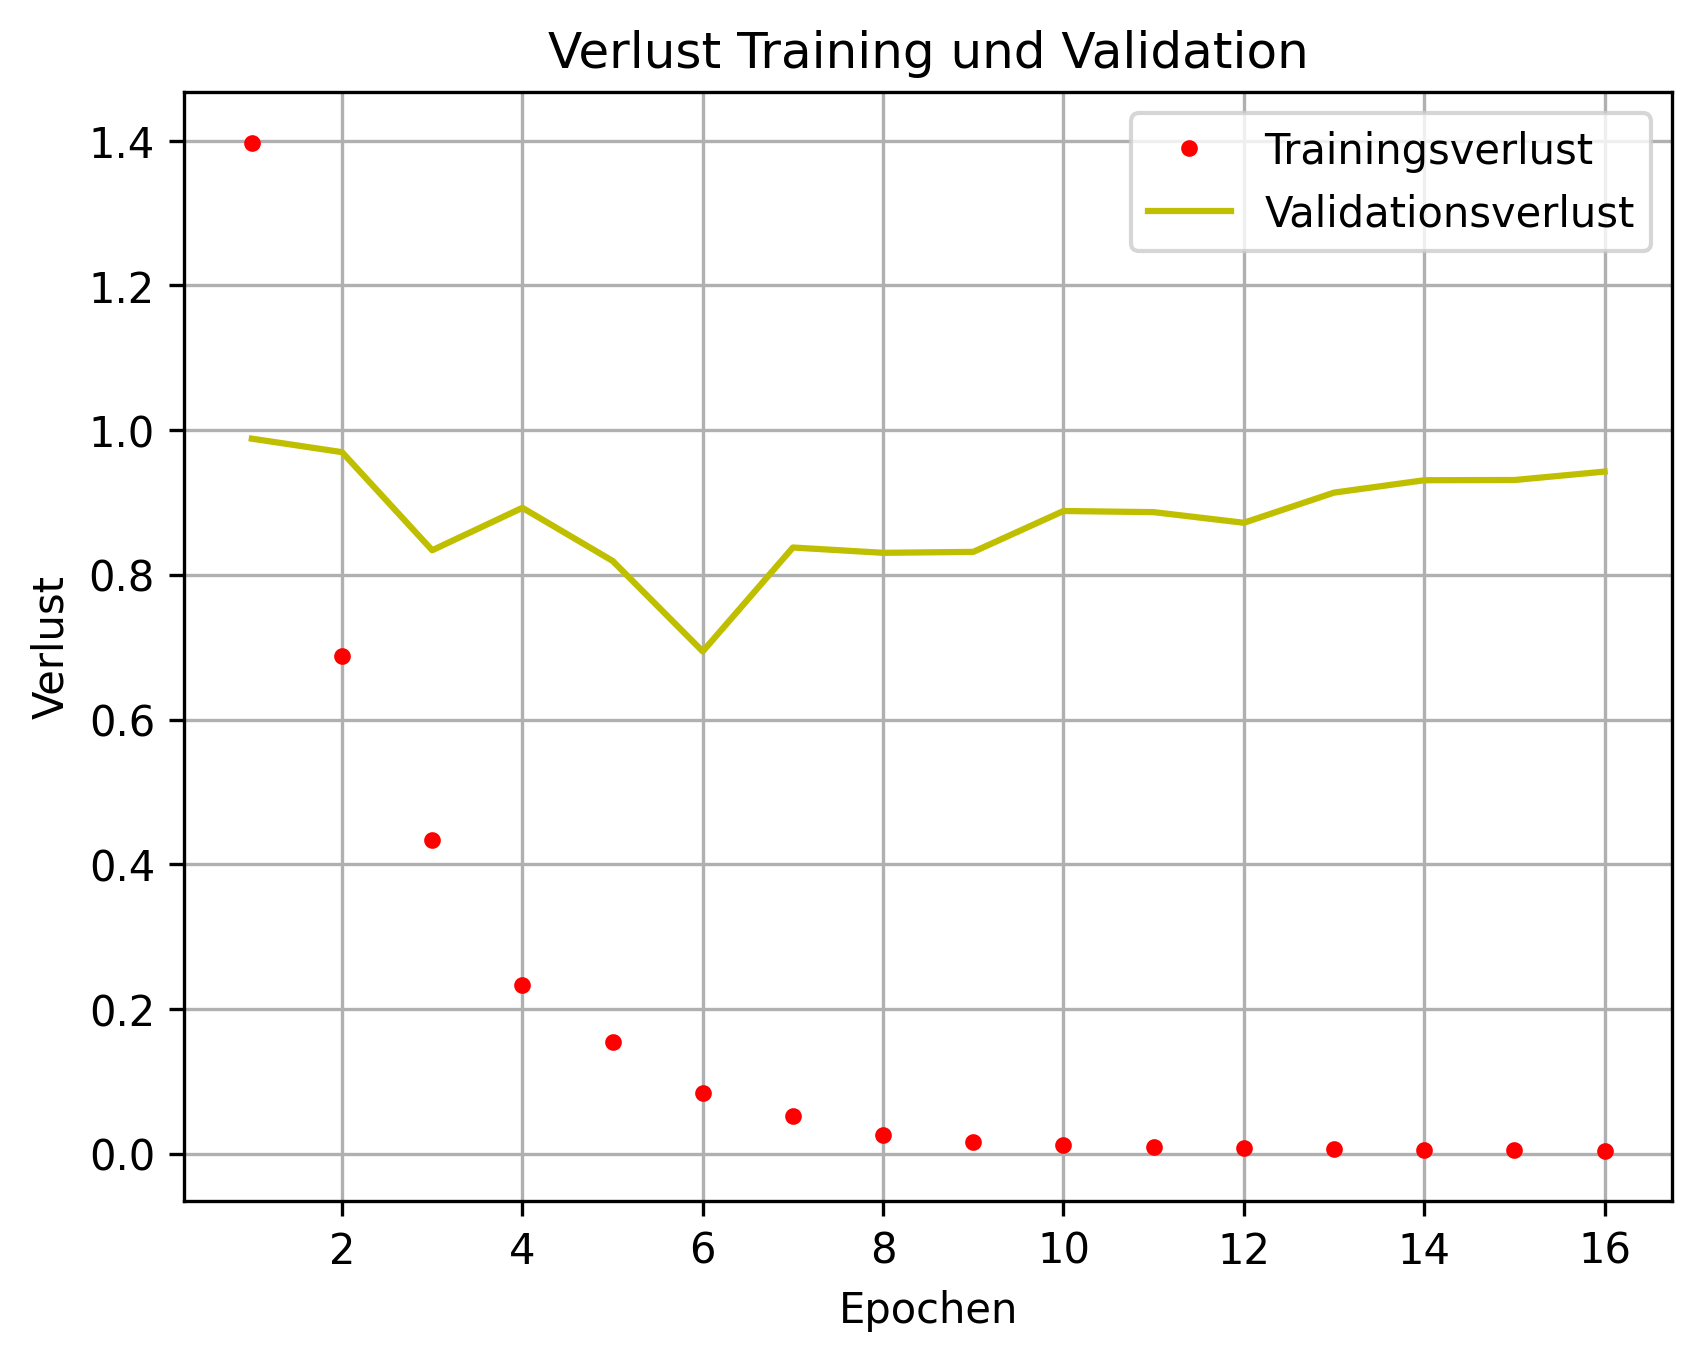 Verlust Training und Validation
Trainingsverlust
Validationsverlust
1.4
1.2
1.0
0.8
0.6
0.4
0.2
0.0
Verlust
2 4 6 8 10 12 14 16
Epochen